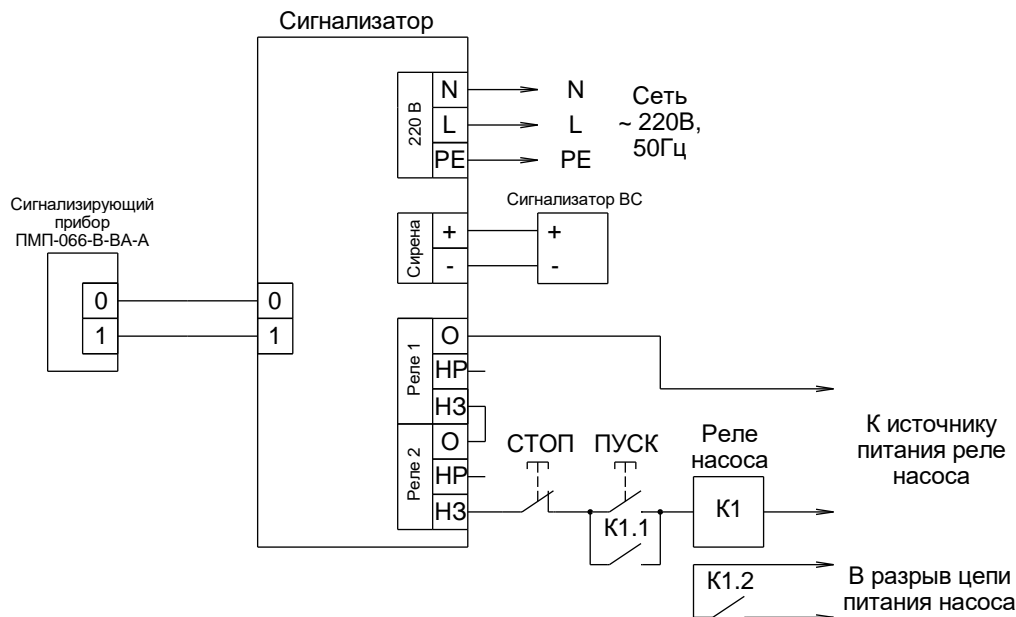 Сигнализатор
220 В
N
L
PE
N
L
PE
Сеть
~ 220В,
50Гц
Сигнализирующий
прибор
ПМП-066-В-ВА-А
0
1
0
1
Сирена
+
-
Сигнализатор ВС
+
-
Реле 1
О
НР
НЗ
Реле 2
О
НР
НЗ
СТОП
ПУСК
К1.1
Реле
насоса
К1
К источнику
питания реле
насоса
К1.2
В разрыв цепи
питания насоса